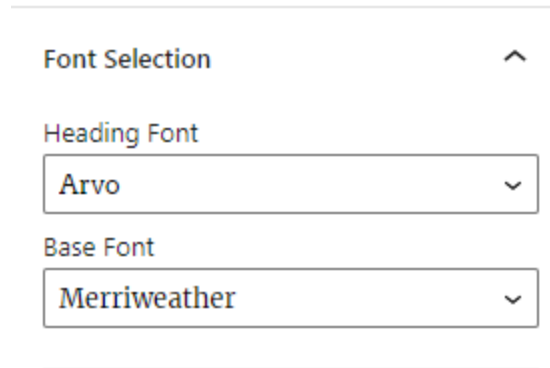 Font Selection
Heading Font
Arvo
Base Font
Merriweather